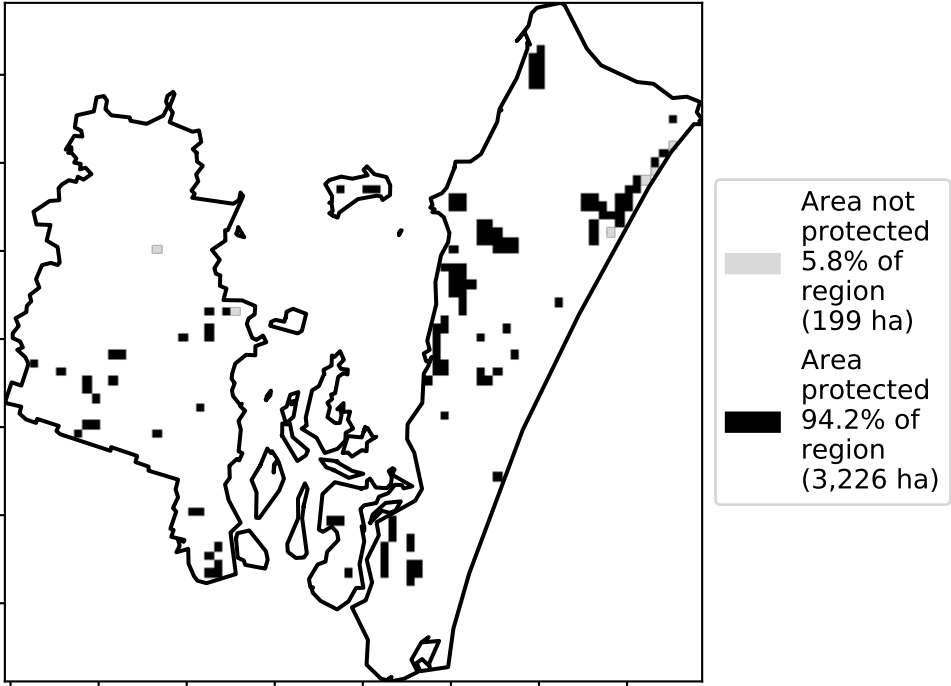 Area not
protected
5.8% of
region
(199 ha)
Area
protected
94.2% of
region
(3,226 ha)